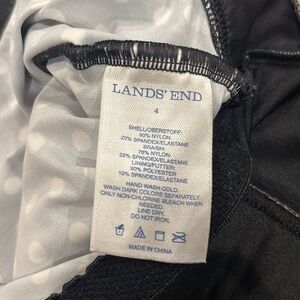 LANDS' END
4
SHELL/OBERSTOFF:
80% NYLON
20% SPANDEX/ELASTANE
BRA/BH:
78% NYLON
22% SPANDEX/ELASTANE
LINING/FUTTER:
90% POLYESTER
10% SPANDEX/ELASTANE
HAND WASH COLD.
WASH DARK COLORS SEPARATELY.
ONLY NON-CHLORINE BLEACH WHEN
NEEDED.
LINE DRY.
DO NOT IRON.
MADE IN CHINA